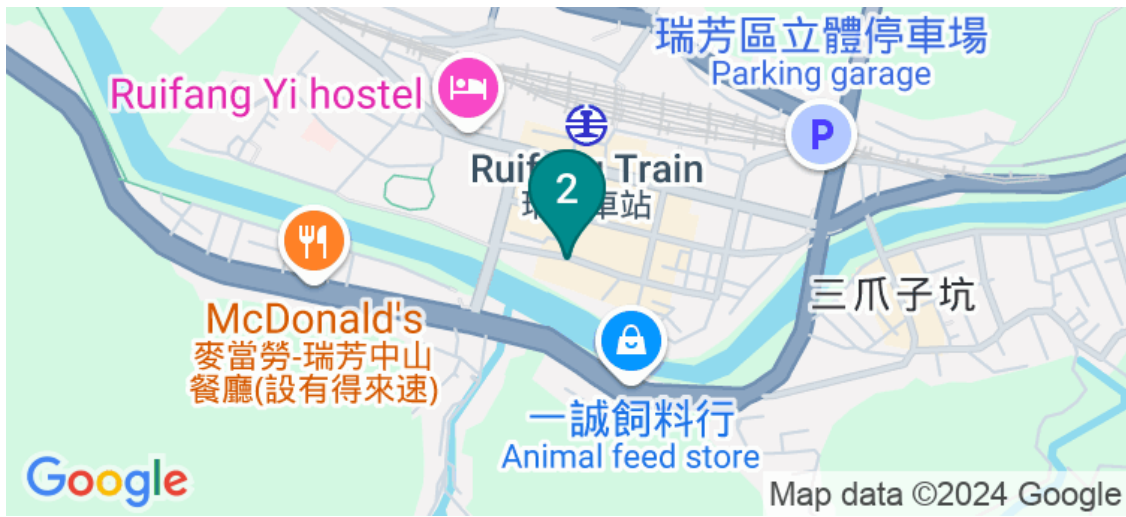 瑞芳區立體停車場
Parking garage
P
Ruifang Yi hostel
Train
2
車站
McDonald's
麥當勞-瑞芳中山
餐廳(設有得來速)
三爪子坑
一誠飼料行
Animal feed store
Google
Map data ©2024 Google